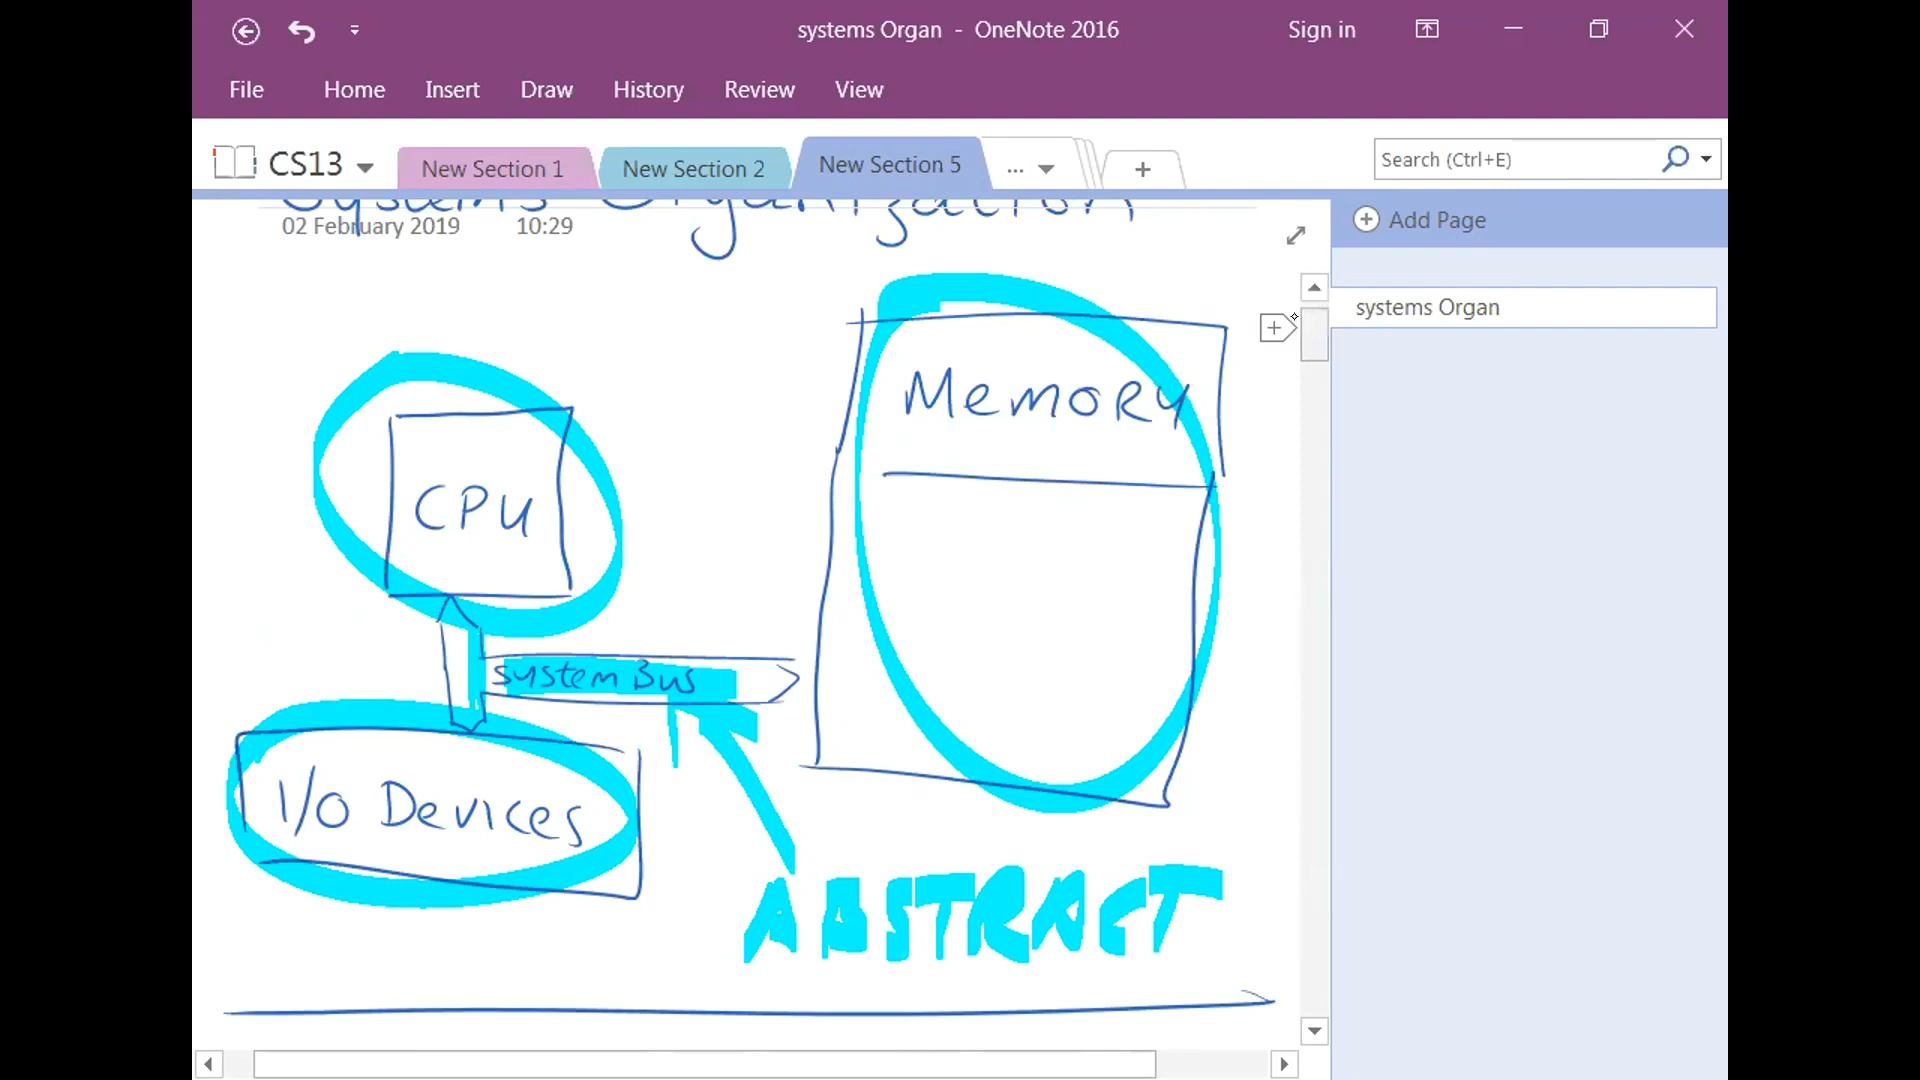 systems Organ - OneNote 2016
Sign in
File Home Insert Draw History Review View
CS13
New Section 1
New Section 2
New Section 5
...
Search (Ctrl+E)
Systems Organization
02 February 2019 10:29
Add Page
systems Organ
Memory
CPU
system Bus
I/O Devices
ABSTRACT